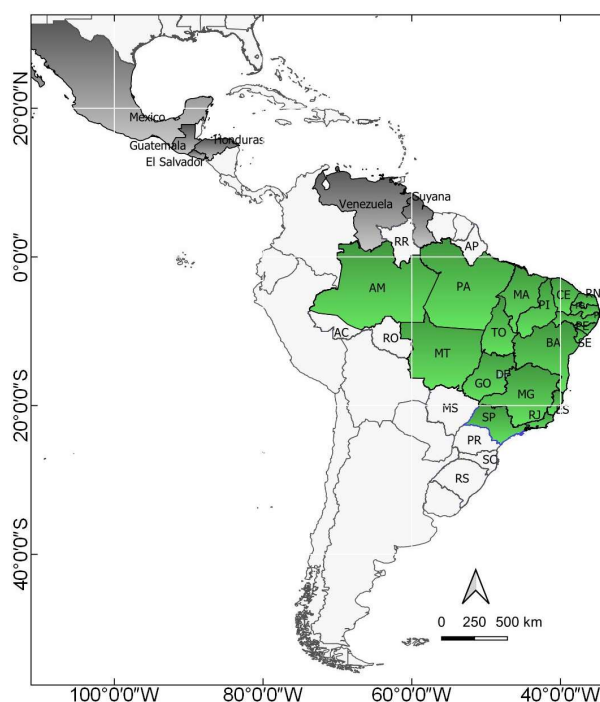 20°0'0"N
Mexico
Guatemala
Honduras
El Salvador
Venezuela
Guyana
RR
AP
0°0'0"
AM
PA
MA
CE
RN
PI
PE
AC
RO
TO
SE
BA
MT
DF
GO
MG
MS
ES
20°0'0"S
SP
RJ
PR
SC
RS
40°0'0"S
0 250 500 km
100°0'0"W 80°0'0"W 60°0'0"W 40°0'0"W